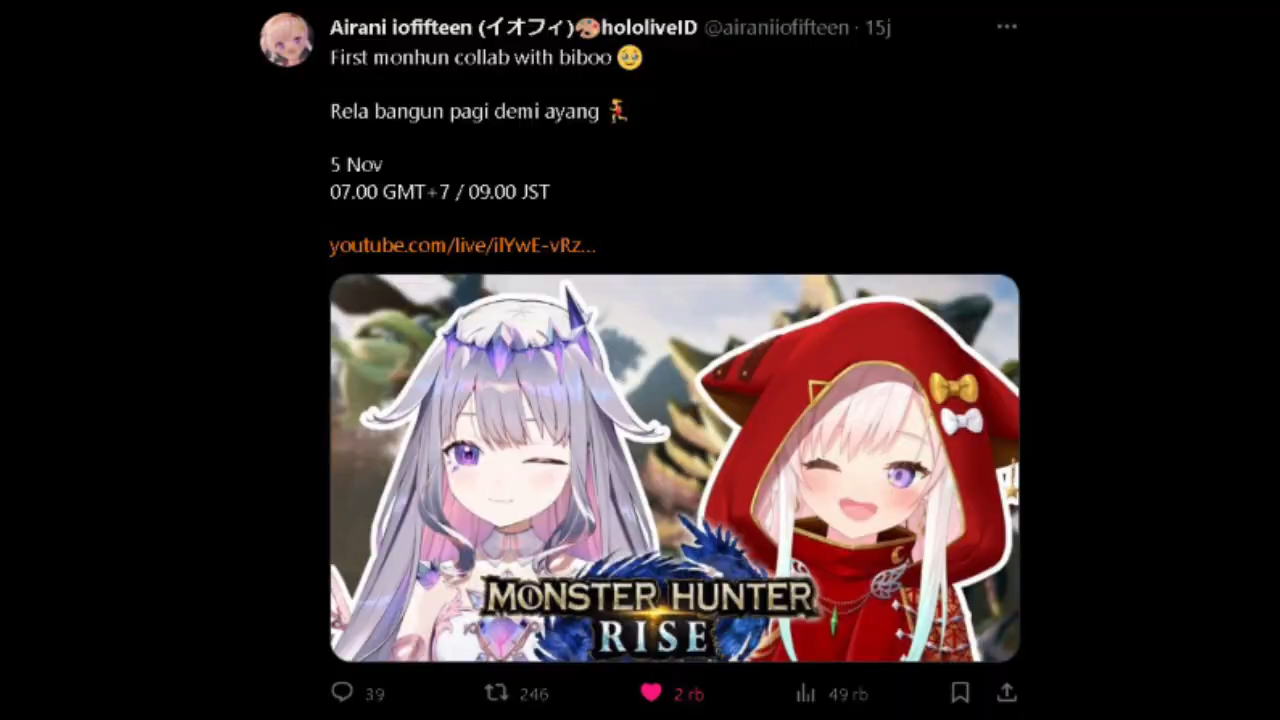 Airani iofifteen (イオフィ)🎨hololiveID @airaniiofifteen · 15j
First monhun collab with biboo 🥹
Rela bangun pagi demi ayang 🏃‍♀️
5 Nov
07.00 GMT+7 / 09.00 JST
youtube.com/live/ilYwE-vRz...
MONSTER HUNTER
RISE
39 246 2 rb 49 rb